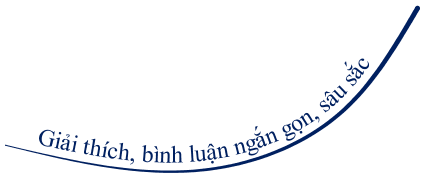 Giải thích, bình luận ngắn gọn, sâu sắc